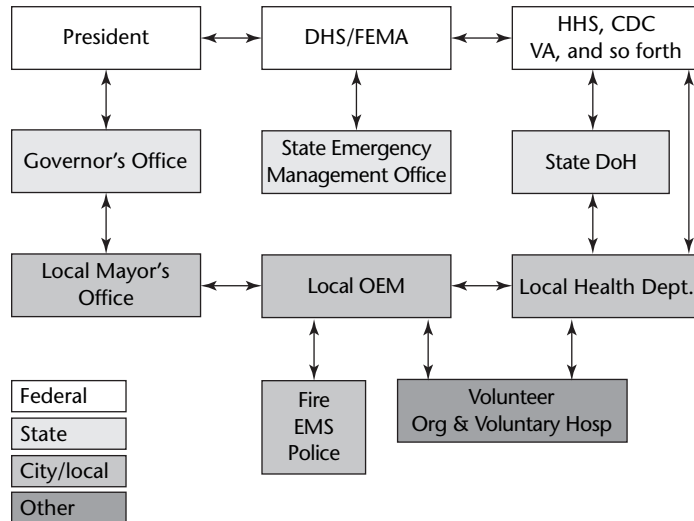 President
DHS/FEMA
HHS, CDC
VA, and so forth
Governor's Office
State Emergency
Management Office
State DoH
Local Mayor's
Office
Local OEM
Local Health Dept.
Fire
EMS
Police
Volunteer
Org & Voluntary Hosp
Federal
State
City/local
Other